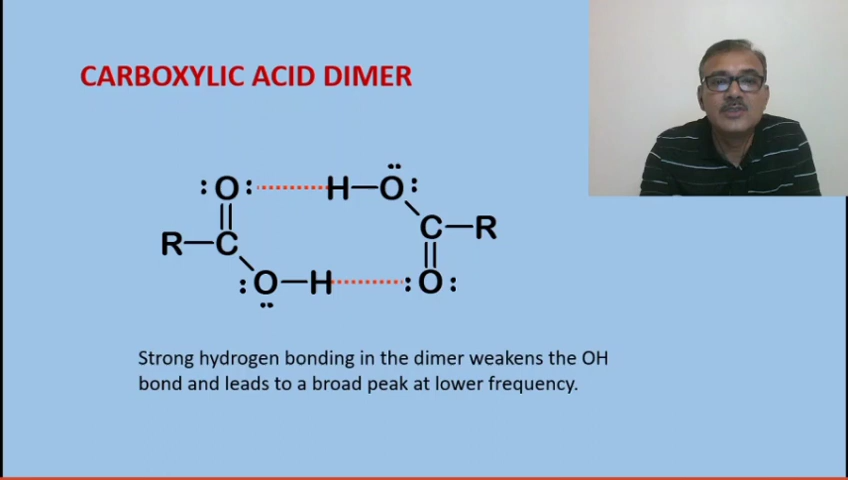 CARBOXYLIC ACID DIMER
:O: H—O:
C—R
R—C
:O—H :O:
Strong hydrogen bonding in the dimer weakens the OH
bond and leads to a broad peak at lower frequency.